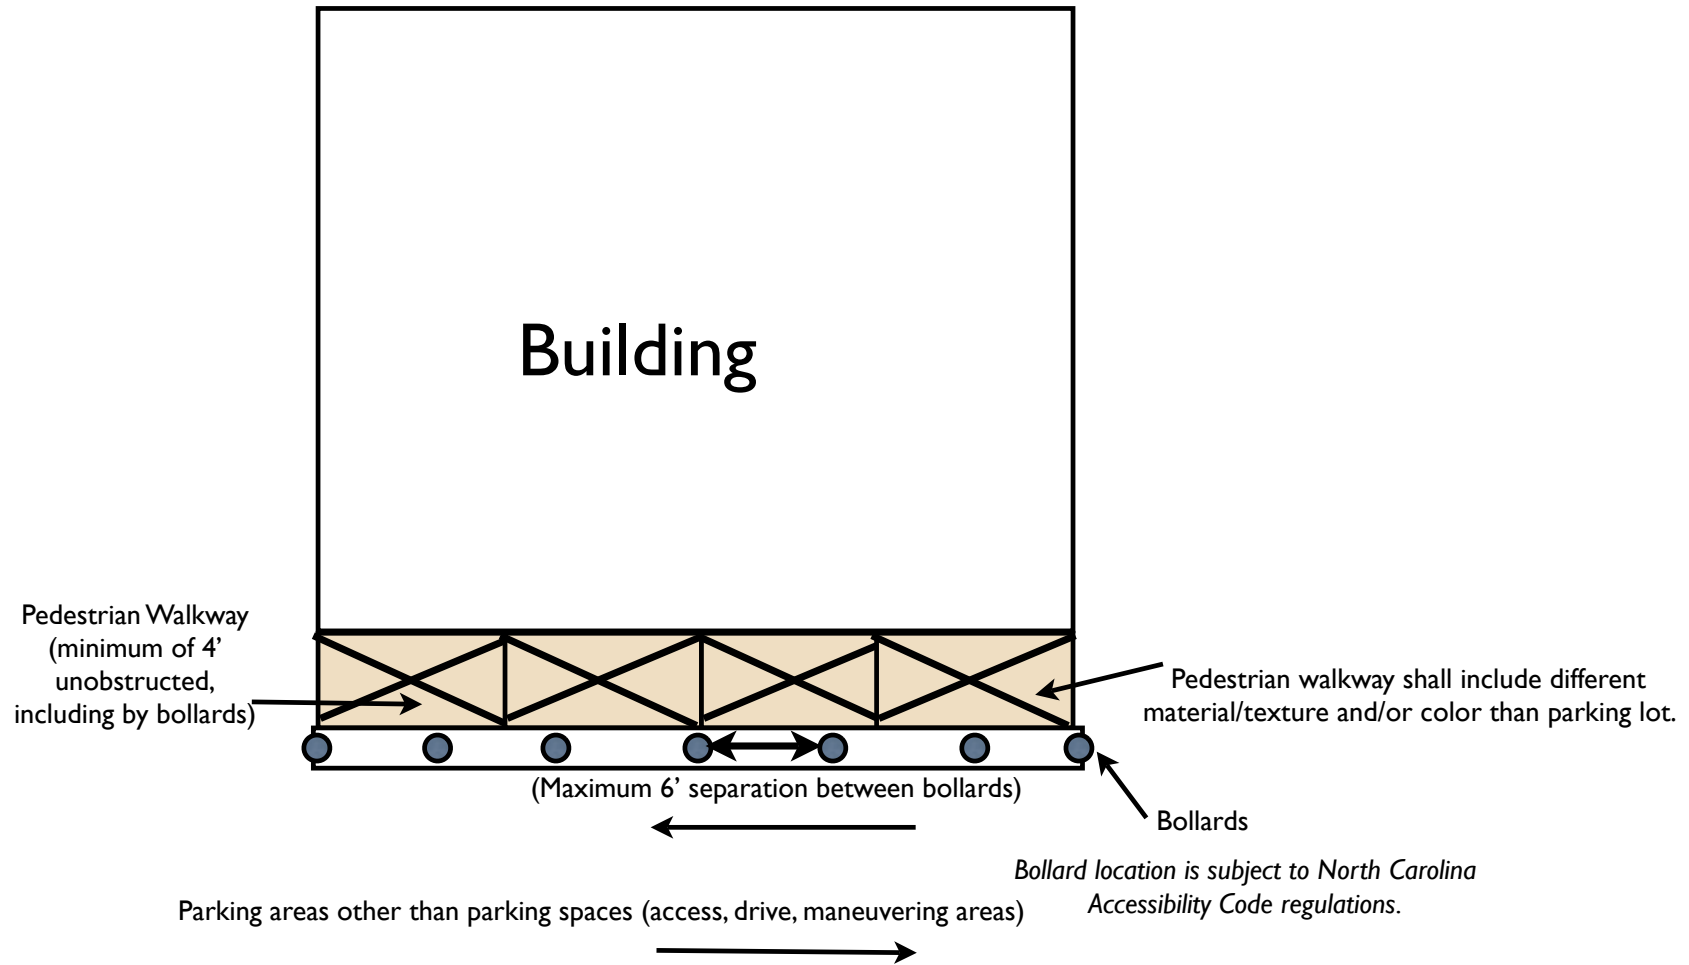 Building
Pedestrian Walkway
(minimum of 4’
unobstructed,
including by bollards)
Pedestrian walkway shall include different
material/texture and/or color than parking lot.
(Maximum 6’ separation between bollards)
Bollards
Bollard location is subject to North Carolina
Accessibility Code regulations.
Parking areas other than parking spaces (access, drive, maneuvering areas)